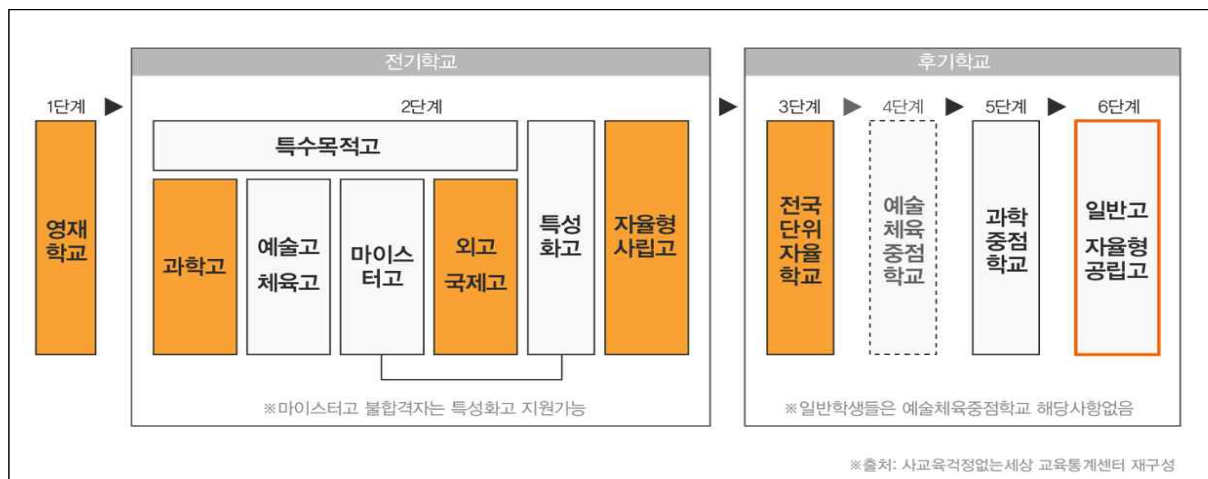 전기학교
후기학교
1단계
2단계
3단계
4단계
5단계
6단계
영재
학교
특수목적고
과학고
예술고
체육고
마이스
터고
외고
국제고
특성
화고
자율형
사립고
전국
단위
자율
학교
예술
체육
중점
학교
과학
중점
학교
일반고
자율형
공립고
※마이스터고 불합격자는 특성화고 지원가능
※일반학생들은 예술체육중점학교 해당사항없음
※출처: 사교육걱정없는세상 교육통계센터 재구성